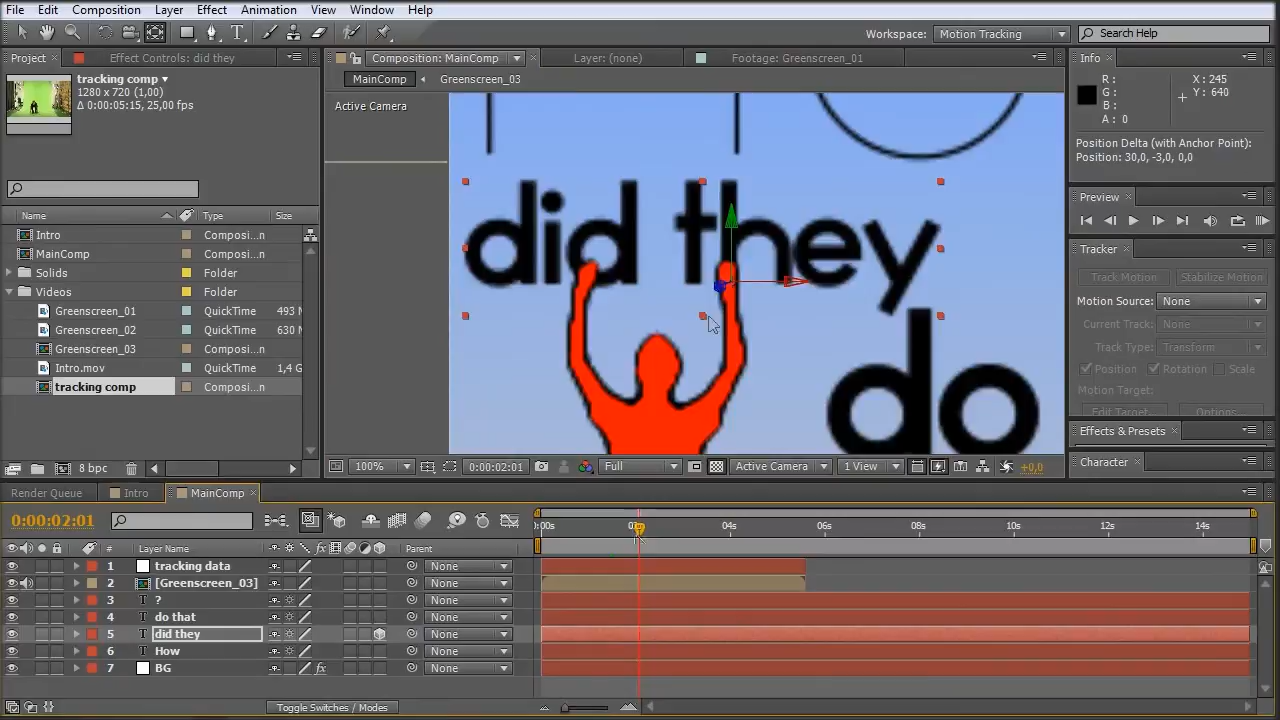 File Edit Composition Layer Effect Animation View Window Help
Workspace: Motion Tracking Search Help
Project Effect Controls: did they Composition: MainComp Layer: (none) Footage: Greenscreen_01 Info
tracking comp
1280 x 720 (1,00)
Δ 0:00:05:15, 25,00 fps
MainComp Greenscreen_03
Active Camera
R :
G :
B :
A : 0
X : 245
Y : 640
Position Delta (with Anchor Point):
Position: 30,0, -3,0, 0,0
Preview
Tracker
Track Motion Stabilize Motion
Motion Source: None
Current Track: None
Track Type: Transform
Position Rotation Scale
Motion Target:
Edit Target... Options...
Effects & Presets
Character
Name Type Size
Intro Composi...n
MainComp Composi...n
Solids Folder
Videos Folder
Greenscreen_01 QuickTime 493 M
Greenscreen_02 QuickTime 630 M
Greenscreen_03 Composi...n
Intro.mov QuickTime 1,4 G
tracking comp Composi...n
8 bpc
did they
do
100% 0:00:02:01 Full Active Camera 1 View +0,0
Render Queue Intro MainComp
0:00:02:01
:00s 02s 04s 06s 08s 10s 12s 14s
# Layer Name fx Parent
1 tracking data None
2 [Greenscreen_03] None
3 T ? None
4 T do that None
5 T did they None
6 T How None
7 BG fx None
Toggle Switches / Modes